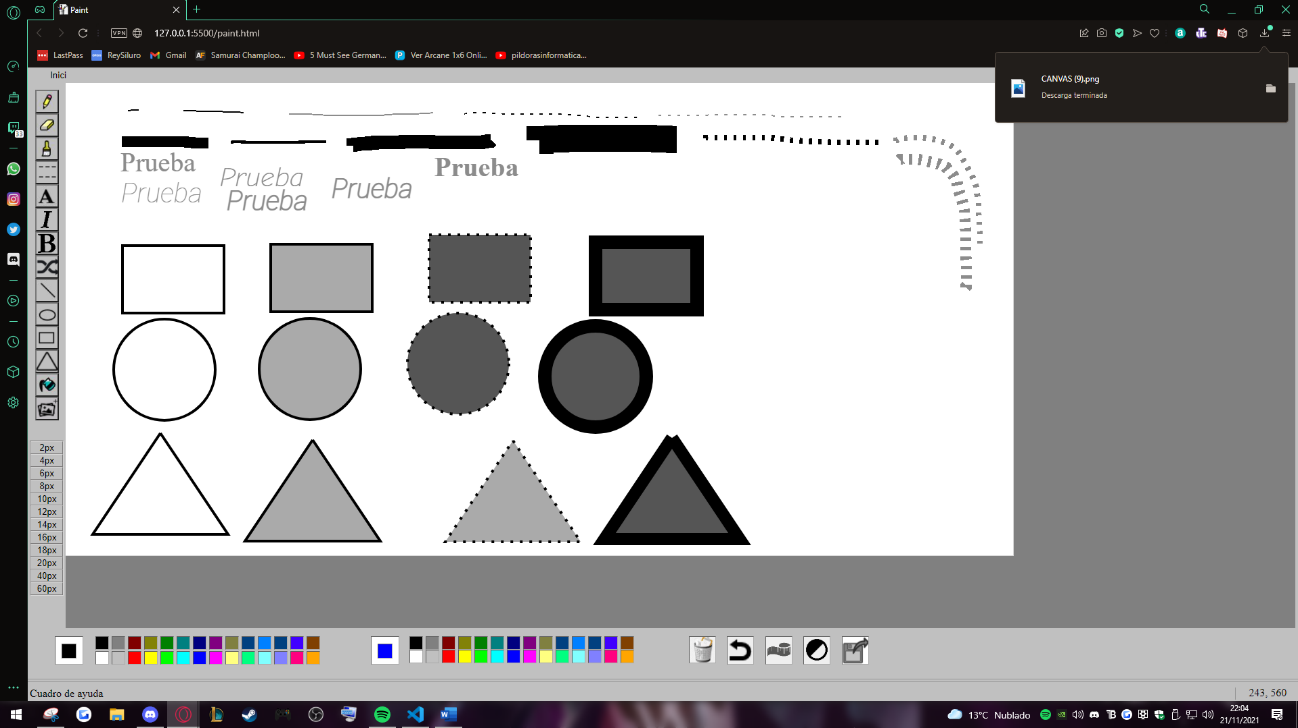 Paint
VPN
127.0.0.1:5500/paint.html
LastPass
ReySiluro
Gmail
AF Samurai Champloo...
5 Must See German...
Ver Arcane 1x6 Onli...
pildorasinformatica...
CANVAS (9).png
Descarga terminada
Inici
Prueba
Prueba
Prueba
Prueba
Prueba
Prueba
A
I
B
2px
4px
6px
8px
10px
12px
14px
16px
18px
20px
40px
60px
Cuadro de ayuda
243, 560
13°C Nublado
22:04
21/11/2021